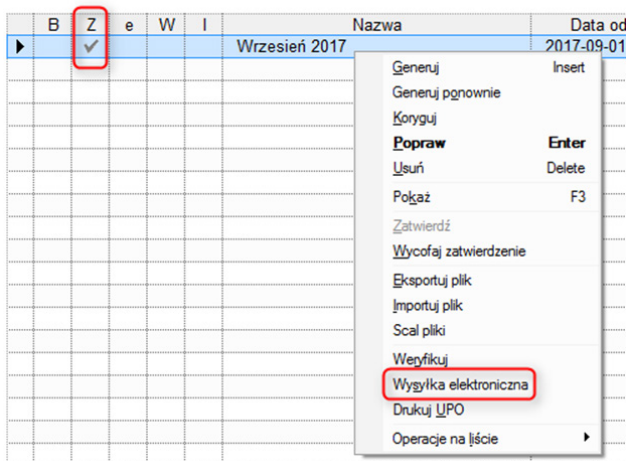 B Z e W I Nazwa Data od
Wrzesień 2017 2017-09-01
Generuj Insert
Generuj ponownie
Koryguj
Popraw Enter
Usuń Delete
Pokaż F3
Zatwierdź
Wycofaj zatwierdzenie
Eksportuj plik
Importuj plik
Scal pliki
Weryfikuj
Wysyłka elektroniczna
Drukuj UPO
Operacje na liście